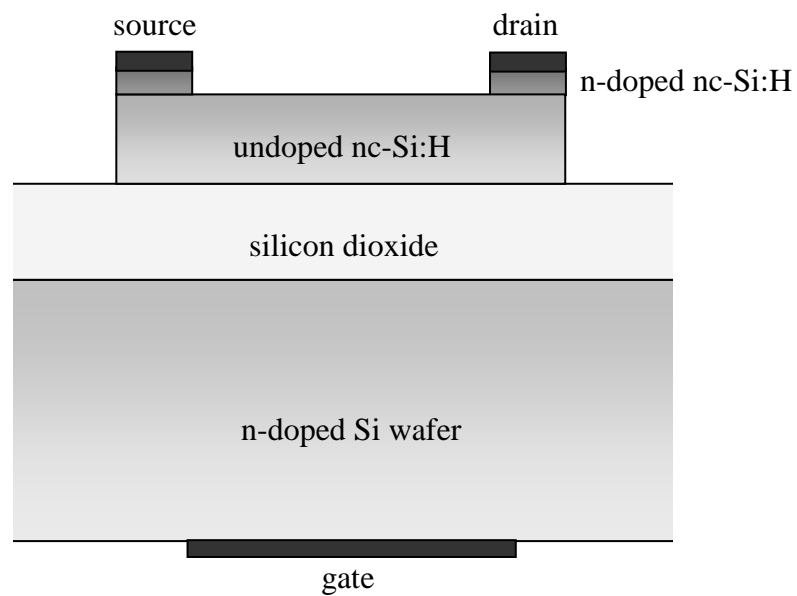 source
drain
n-doped nc-Si:H
undoped nc-Si:H
silicon dioxide
n-doped Si wafer
gate